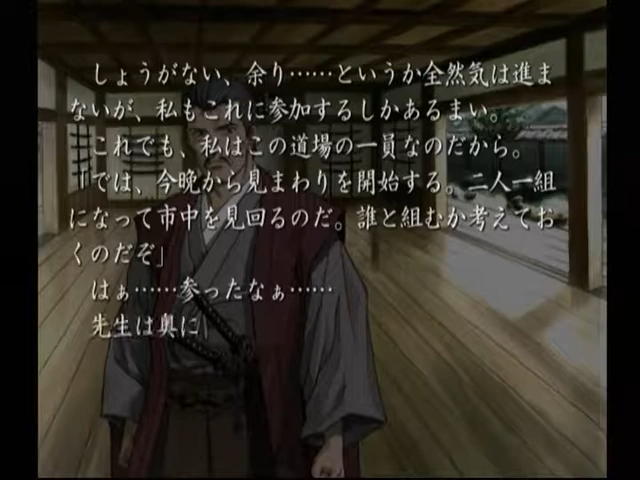 しょうがない、余り……というか全然気は進ま
ないが、私もこれに参加するしかあるまい。
これでも、私はこの道場の一員なのだから。
「では、今晩から見まわりを開始する。二人一組
になって市中を見回るのだ。誰と組むか考えてお
くのだぞ」
はぁ……参ったなぁ……
先生は奥に